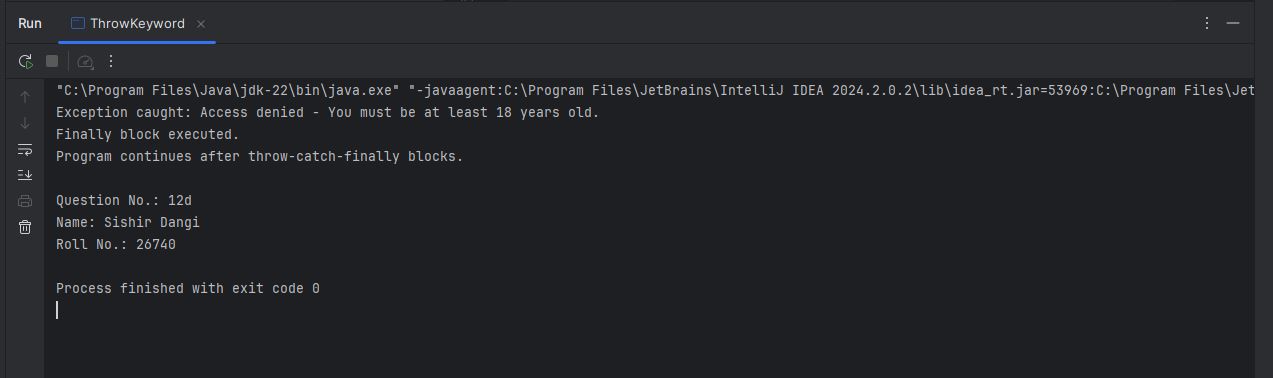 Run ThrowKeyword
"C:\Program Files\Java\jdk-22\bin\java.exe" "-javaagent:C:\Program Files\JetBrains\IntelliJ IDEA 2024.2.0.2\lib\idea_rt.jar=53969:C:\Program Files\Jet
Exception caught: Access denied - You must be at least 18 years old.
Finally block executed.
Program continues after throw-catch-finally blocks.
Question No.: 12d
Name: Sishir Dangi
Roll No.: 26740
Process finished with exit code 0